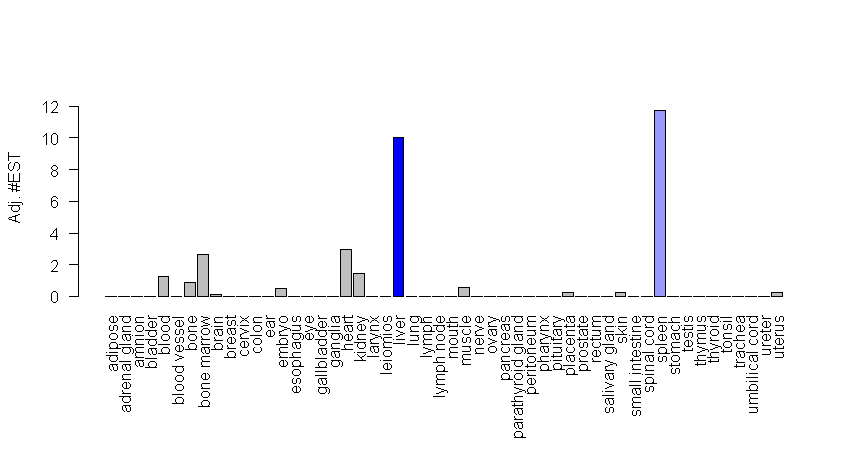 12
10
8
6
4
2
0
Adj. #EST
adipose
adrenal gland
amnion
bladder
blood
blood vessel
bone
bone marrow
brain
breast
cervix
colon
ear
embryo
esophagus
eye
gallbladder
ganglia
heart
kidney
larynx
leiomios
liver
lung
lymph
lymph node
mouth
muscle
nerve
ovary
pancreas
parathyroid gland
peritoneum
pharynx
pituitary
placenta
prostate
rectum
salivary gland
skin
small intestine
spinal cord
spleen
stomach
testis
thymus
thyroid
tonsil
trachea
umbilical cord
ureter
uterus